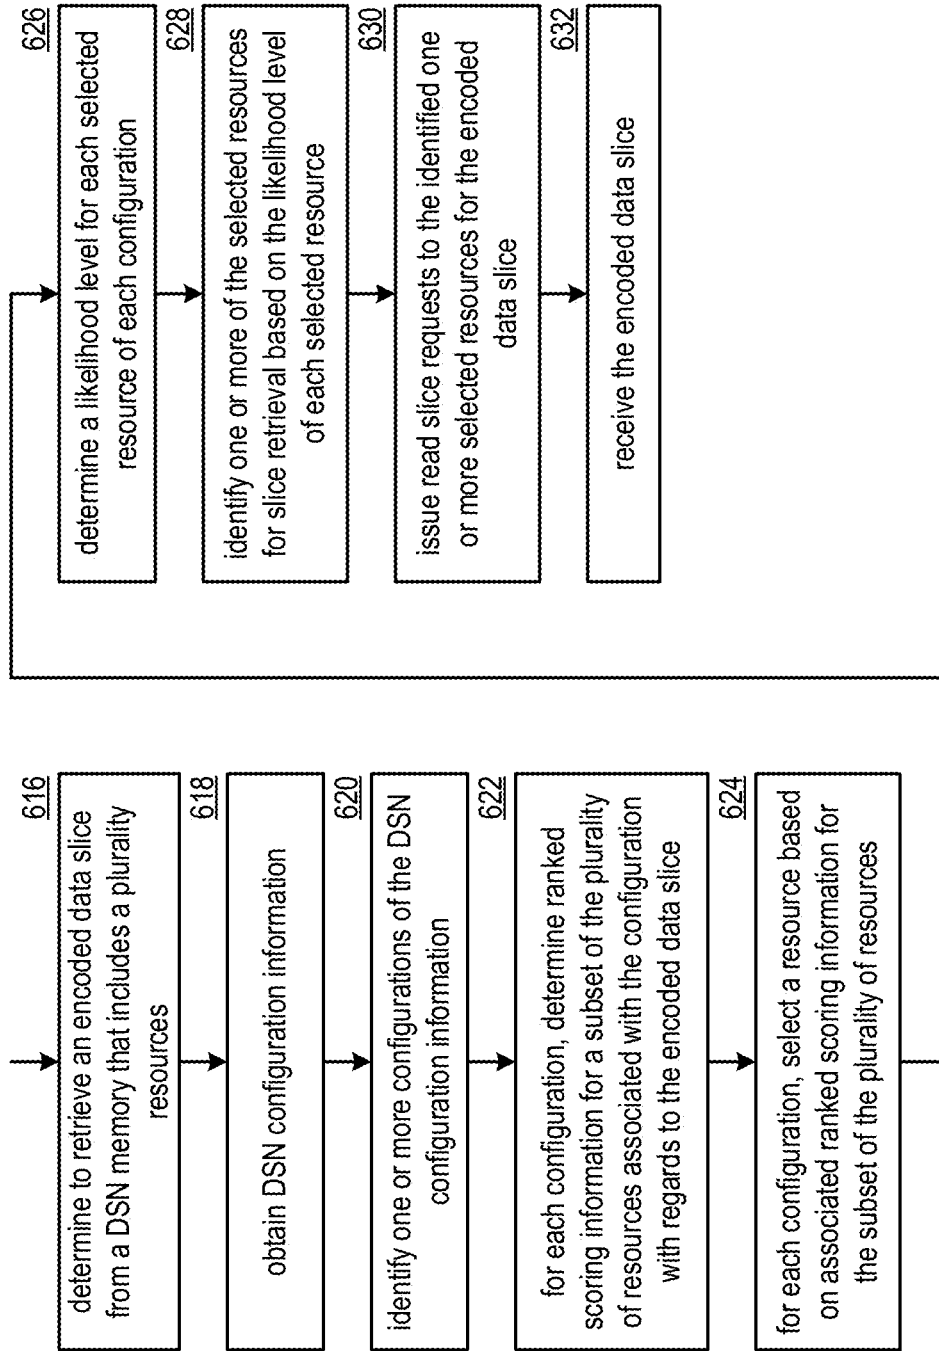 616
determine to retrieve an encoded data slice
from a DSN memory that includes a plurality
resources
618
obtain DSN configuration information
620
identify one or more configurations of the DSN
configuration information
622
for each configuration, determine ranked
scoring information for a subset of the plurality
of resources associated with the configuration
with regards to the encoded data slice
624
for each configuration, select a resource based
on associated ranked scoring information for
the subset of the plurality of resources
626
determine a likelihood level for each selected
resource of each configuration
628
identify one or more of the selected resources
for slice retrieval based on the likelihood level
of each selected resource
630
issue read slice requests to the identified one
or more selected resources for the encoded
data slice
632
receive the encoded data slice